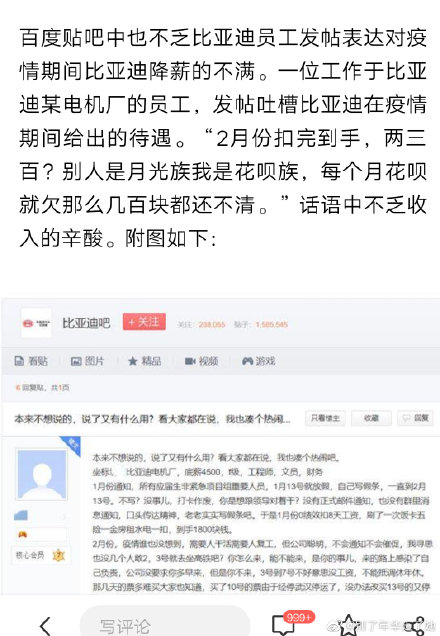 百度贴吧中也不乏比亚迪员工发帖表达对疫
情期间比亚迪降薪的不满。一位工作于比亚
迪某电机厂的员工，发帖吐槽比亚迪在疫情
期间给出的待遇。“2月份扣完到手，两三
百？别人是月光族我是花呗族，每个月花呗
就欠那么几百块都还不清。”话语中不乏收
入的辛酸。附图如下：
比亚迪吧
+关注
关注：
帖子：
看贴
图片
精品
视频
游戏
6回复贴，共1页
本来不想说的，说了又有什么用？看大家都在说，我也凑个热闹...
只看楼主
收藏
回复
楼主
本来不想说的，说了又有什么用？看大家都在说，我也凑个热闹吧。
坐标L 比亚迪电机厂，底薪4500，f级，工程师，文员，财务
1月份放假，所有应届生非紧急项目组重要人员，1月13号就放假，自己写假条，一直到2月
13号。不写？没事儿，打卡作废，你是想跟领导对着干？没有正式邮件通知，也没有群里消
息通知，口头传达精神，老老实实写假条吧。于是1月份0绩效扣8天工资，刷了一次饭卡五
险一金房租水电一扣，到手1800块钱。
2月份，疫情谁也没想到，需要人干活需要人复工，但公司聪明，不会通知不会催促，我寻思
也没几个人敢2，3号就去坐高铁吧？你怎么来，能不能来，是你的事儿，来的路上感染了自
己负责，公司没要求你多早来，但是你不来，3号到7号不好意思没工资，不能抵调休年休。
那几天的票多难买大家也知道，买了10号的票由于经停武汉停运了，没办法改买13号的又停
核心会员
7
写评论
999+